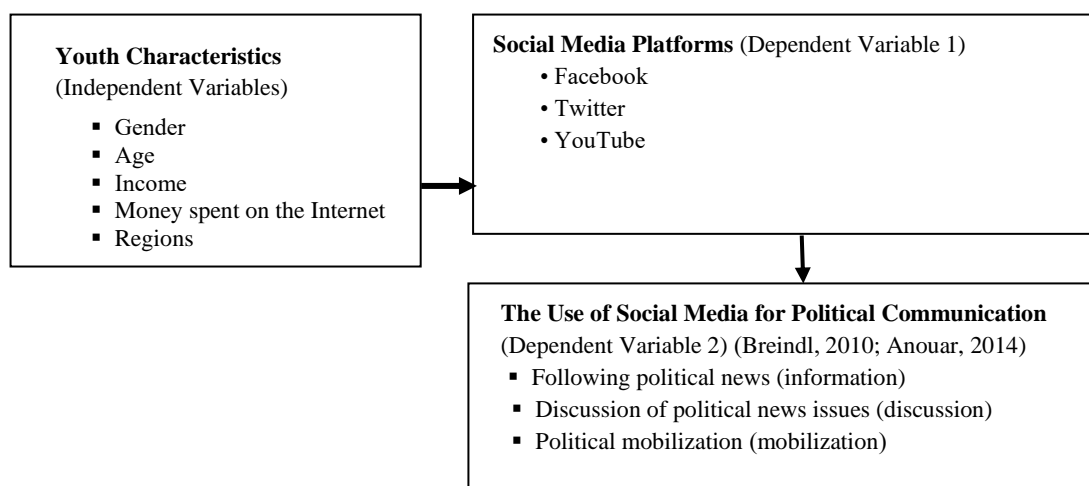 Youth Characteristics
(Independent Variables)
▪ Gender
▪ Age
▪ Income
▪ Money spent on the Internet
▪ Regions
Social Media Platforms (Dependent Variable 1)
• Facebook
• Twitter
• YouTube
The Use of Social Media for Political Communication
(Dependent Variable 2) (Breindl, 2010; Anouar, 2014)
▪ Following political news (information)
▪ Discussion of political news issues (discussion)
▪ Political mobilization (mobilization)